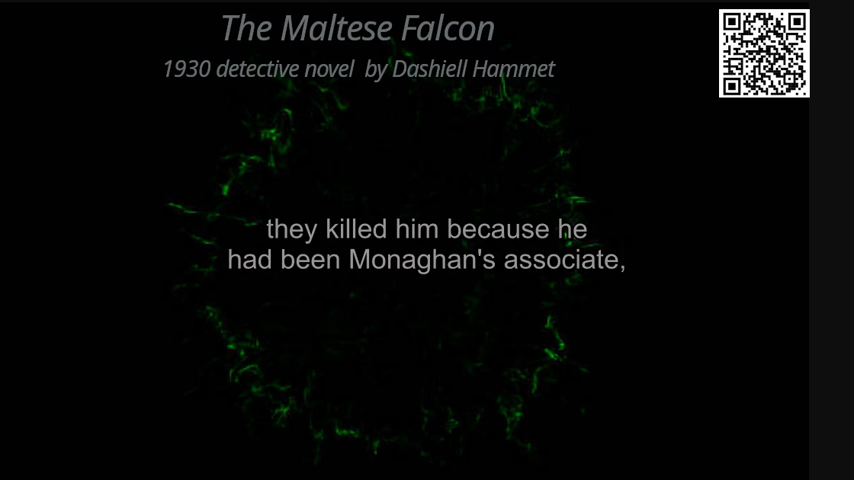 The Maltese Falcon
1930 detective novel by Dashiell Hammet
they killed him because he
had been Monaghan's associate,